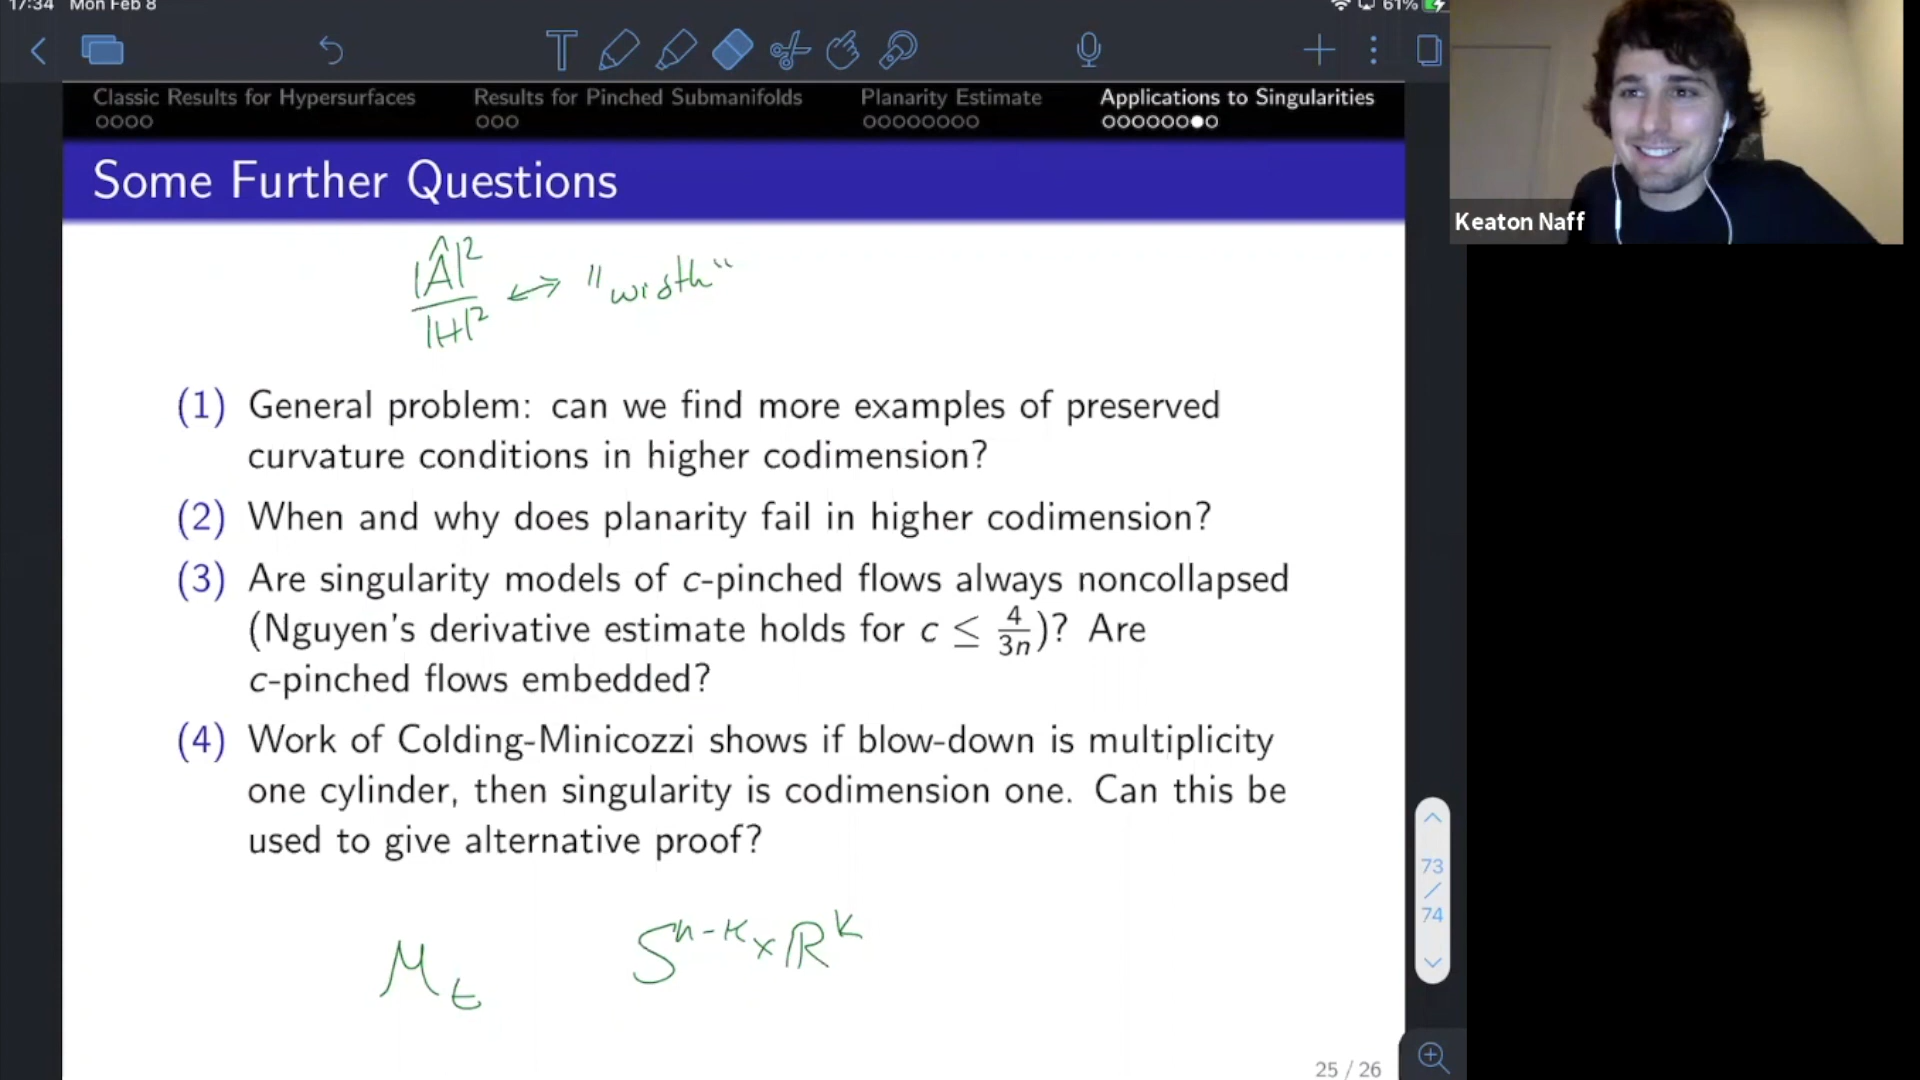 17:34 Mon Feb 8
61%
Classic Results for Hypersurfaces
Results for Pinched Submanifolds
Planarity Estimate
Applications to Singularities
Some Further Questions
|Â|²
|H|² ↔ "width"
(1) General problem: can we find more examples of preserved
curvature conditions in higher codimension?
(2) When and why does planarity fail in higher codimension?
(3) Are singularity models of c-pinched flows always noncollapsed
(Nguyen's derivative estimate holds for c ≤ 4/3n)? Are
c-pinched flows embedded?
(4) Work of Colding-Minicozzi shows if blow-down is multiplicity
one cylinder, then singularity is codimension one. Can this be
used to give alternative proof?
M_t S^{n-k} × ℝ^k
25 / 26
73
/
74
Keaton Naff